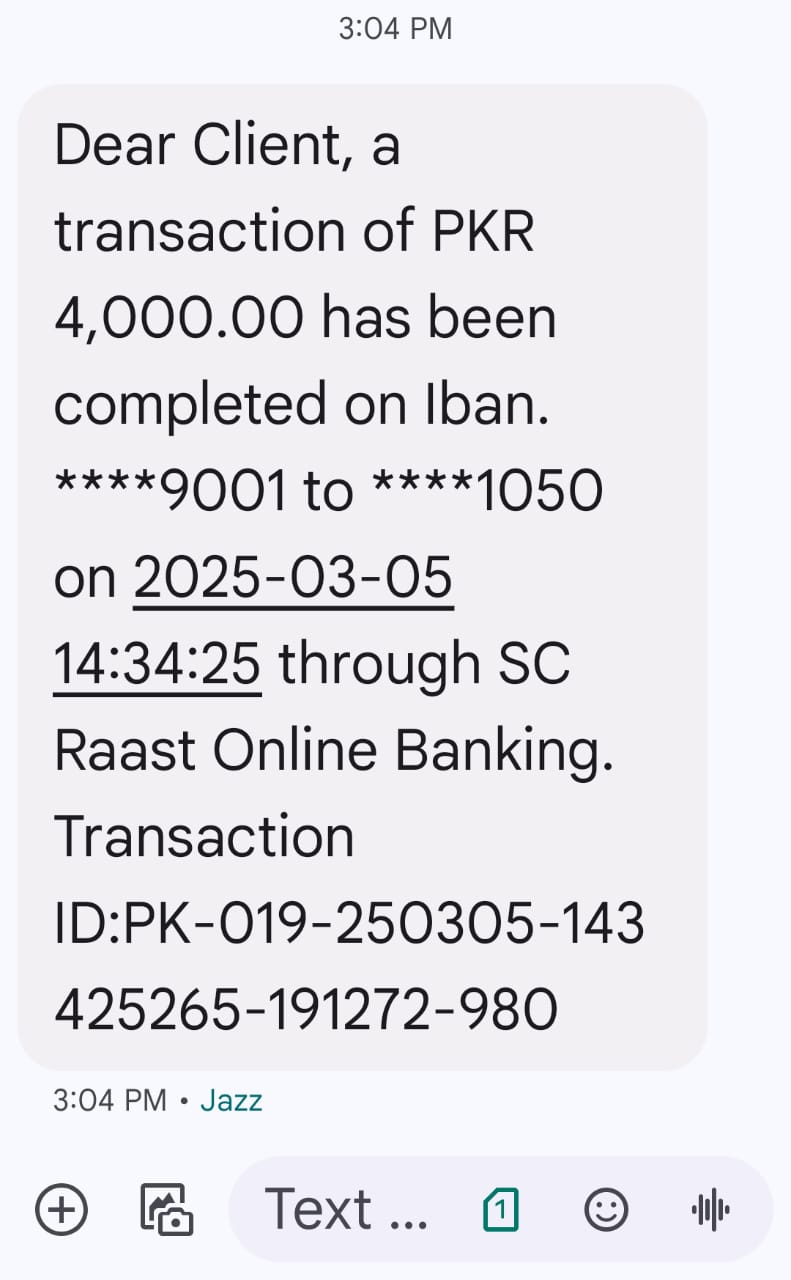 3:04 PM
Dear Client, a
transaction of PKR
4,000.00 has been
completed on Iban.
****9001 to ****1050
on 2025-03-05
14:34:25 through SC
Raast Online Banking.
Transaction
ID:PK-019-250305-143
425265-191272-980
3:04 PM • Jazz
Text ... 1